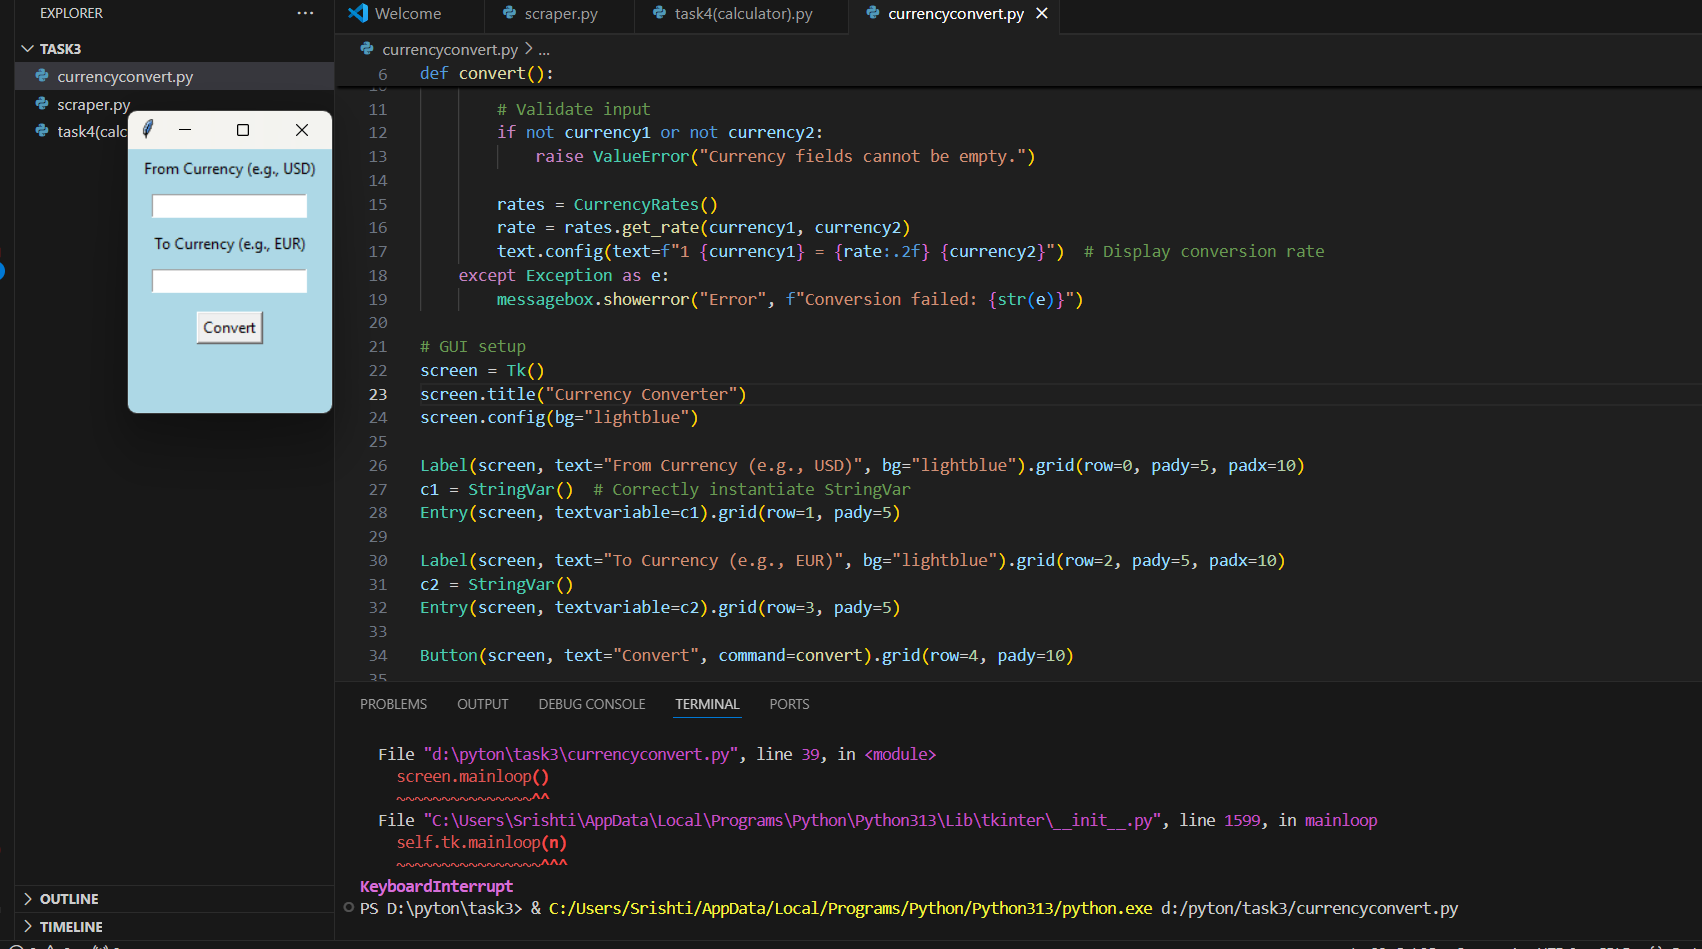 EXPLORER
TASK3
currencyconvert.py
scraper.py
task4(calc
From Currency (e.g., USD)
To Currency (e.g., EUR)
Convert
OUTLINE
TIMELINE
Welcome
scraper.py
task4(calculator).py
currencyconvert.py
currencyconvert.py > ...
6 def convert():
11 # Validate input
12 if not currency1 or not currency2:
13 raise ValueError("Currency fields cannot be empty.")
14
15 rates = CurrencyRates()
16 rate = rates.get_rate(currency1, currency2)
17 text.config(text=f"1 {currency1} = {rate:.2f} {currency2}")  # Display conversion rate
18 except Exception as e:
19 messagebox.showerror("Error", f"Conversion failed: {str(e)}")
20
21 # GUI setup
22 screen = Tk()
23 screen.title("Currency Converter")
24 screen.config(bg="lightblue")
25
26 Label(screen, text="From Currency (e.g., USD)", bg="lightblue").grid(row=0, pady=5, padx=10)
27 c1 = StringVar()  # Correctly instantiate StringVar
28 Entry(screen, textvariable=c1).grid(row=1, pady=5)
29
30 Label(screen, text="To Currency (e.g., EUR)", bg="lightblue").grid(row=2, pady=5, padx=10)
31 c2 = StringVar()
32 Entry(screen, textvariable=c2).grid(row=3, pady=5)
33
34 Button(screen, text="Convert", command=convert).grid(row=4, pady=10)
35
PROBLEMS OUTPUT DEBUG CONSOLE TERMINAL PORTS
File "d:\pyton\task3\currencyconvert.py", line 39, in <module>
screen.mainloop()
~~~~~~~~~~~~~~~^^
File "C:\Users\Srishti\AppData\Local\Programs\Python\Python313\Lib\tkinter\__init__.py", line 1599, in mainloop
self.tk.mainloop(n)
~~~~~~~~~~~~~~~~^^^
KeyboardInterrupt
PS D:\pyton\task3> & C:/Users/Srishti/AppData/Local/Programs/Python/Python313/python.exe d:/pyton/task3/currencyconvert.py